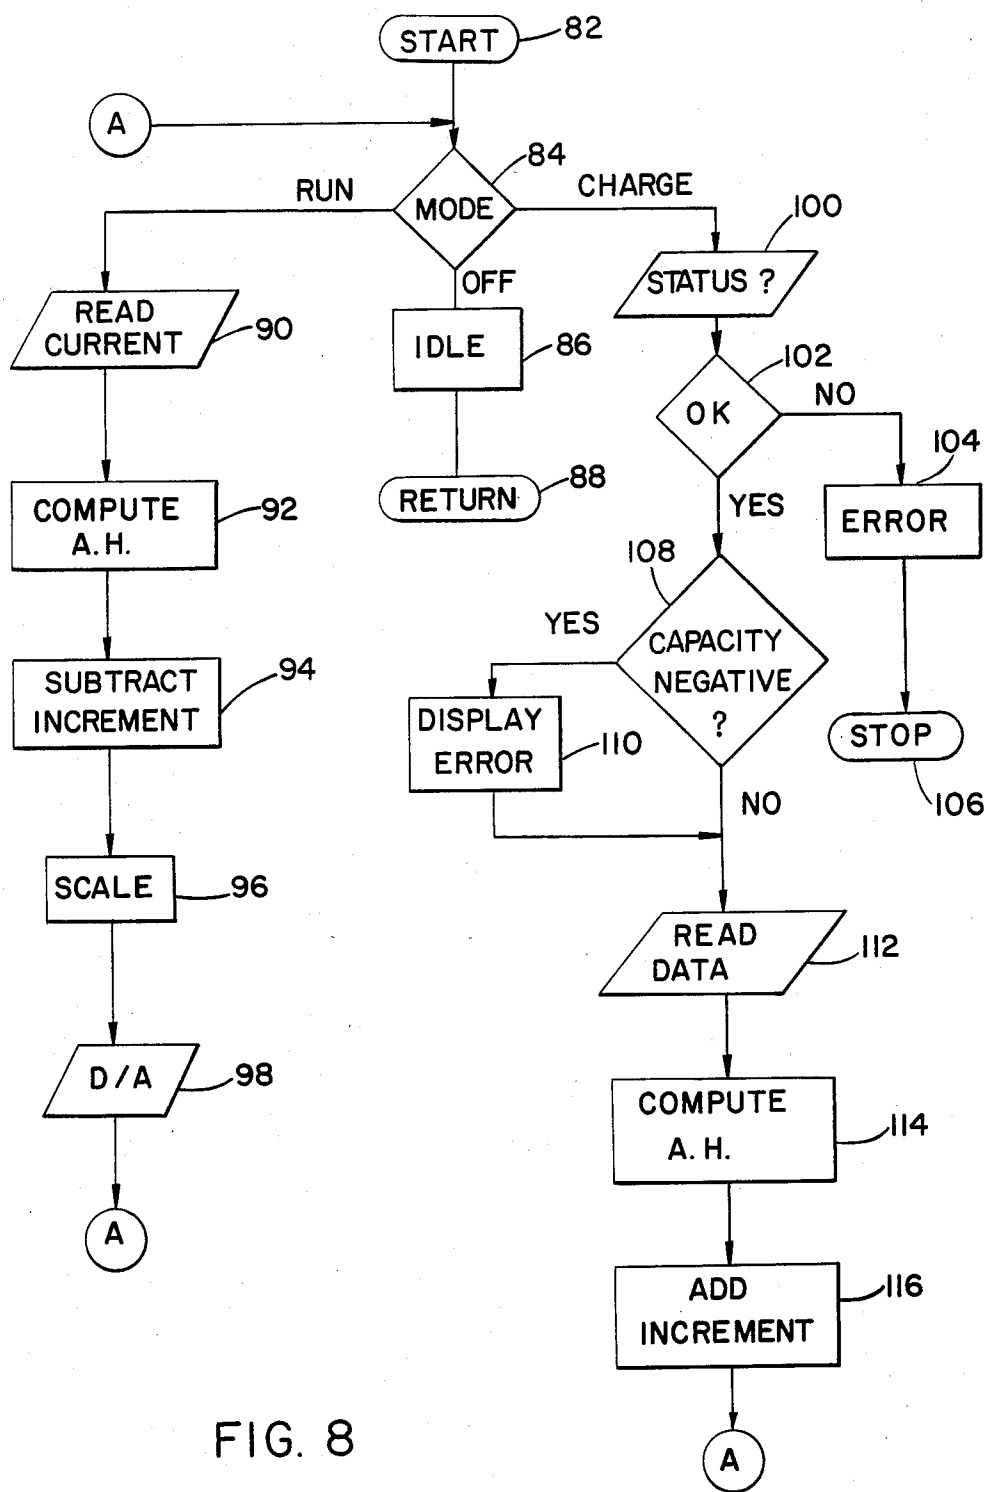 START
82
A
84
MODE
RUN
CHARGE
OFF
100
STATUS ?
READ
CURRENT
90
IDLE
86
102
OK
NO
104
ERROR
RETURN
88
YES
COMPUTE
A.H.
92
108
CAPACITY
NEGATIVE
?
YES
SUBTRACT
INCREMENT
94
DISPLAY
ERROR
110
STOP
106
NO
SCALE
96
READ
DATA
112
D/A
98
COMPUTE
A.H.
114
A
ADD
INCREMENT
116
A
FIG. 8